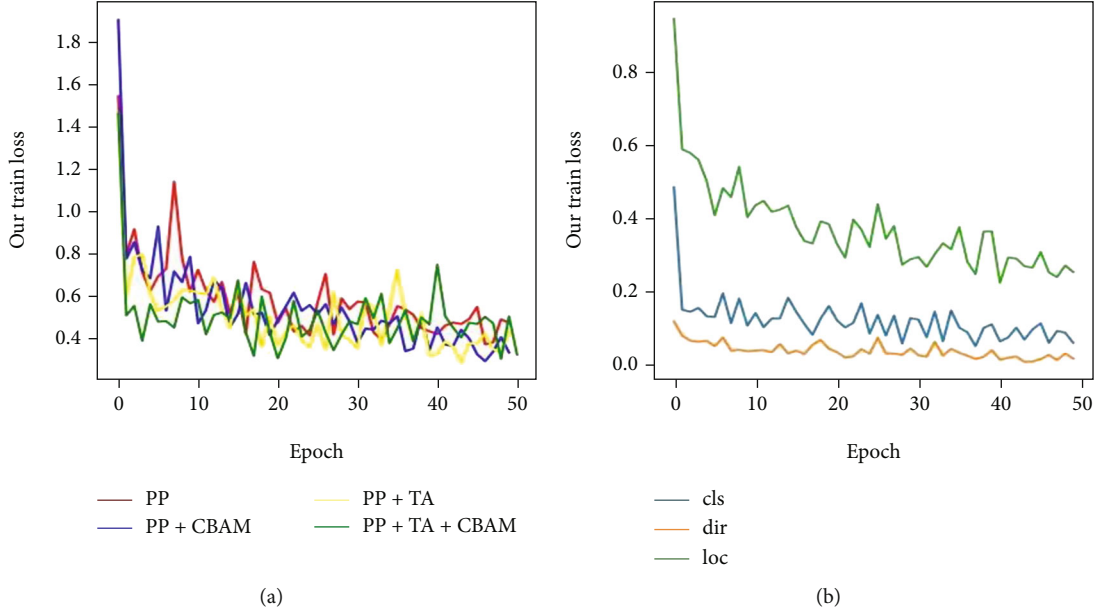 Our train loss
1.8
1.6
1.4
1.2
1.0
0.8
0.6
0.4
0 10 20 30 40 50
Epoch
PP
PP + CBAM
PP + TA
PP + TA + CBAM
(a)
Our train loss
0.8
0.6
0.4
0.2
0.0
0 10 20 30 40 50
Epoch
cls
dir
loc
(b)